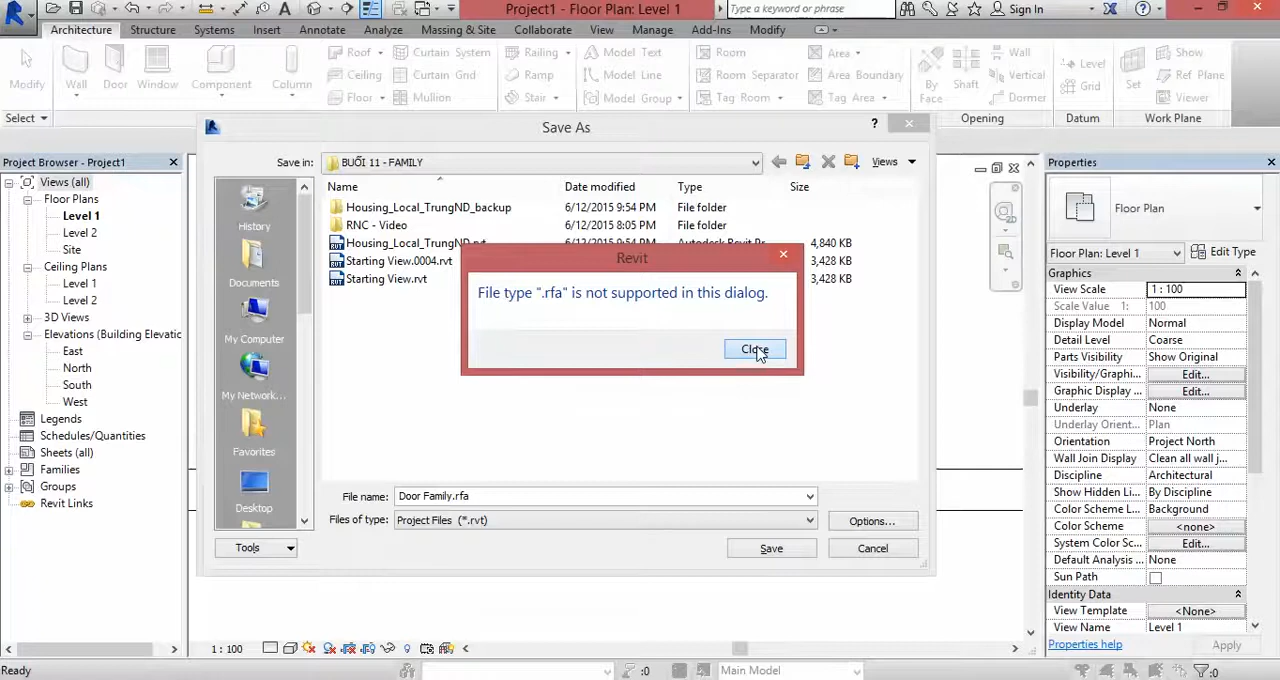 Project1 - Floor Plan: Level 1
Type a keyword or phrase
Sign In
Architecture
Structure
Systems
Insert
Annotate
Analyze
Massing & Site
Collaborate
View
Manage
Add-Ins
Modify
Modify
Wall
Door
Window
Component
Column
Roof
Ceiling
Floor
Curtain System
Curtain Grid
Mullion
Railing
Ramp
Stair
Model Text
Model Line
Model Group
Room
Room Separator
Tag Room
Area
Area Boundary
Tag Area
By
Face
Shaft
Wall
Vertical
Dormer
Level
Grid
Set
Show
Ref Plane
Viewer
Select
Opening
Datum
Work Plane
Project Browser - Project1
Views (all)
Floor Plans
Level 1
Level 2
Site
Ceiling Plans
Level 1
Level 2
3D Views
Elevations (Building Elevatic
East
North
South
West
Legends
Schedules/Quantities
Sheets (all)
Families
Groups
Revit Links
Save As
Save in:
BUỔI 11 - FAMILY
Views
History
Documents
My Computer
My Network...
Favorites
Desktop
Name
Date modified
Type
Size
Housing_Local_TrungND_backup
6/12/2015 9:54 PM
File folder
RNC - Video
6/12/2015 8:05 PM
File folder
Housing_Local_TrungND.rvt
6/12/2015 9:54 PM
Autodesk Revit Pr...
4,840 KB
Starting View.0004.rvt
3,428 KB
Starting View.rvt
3,428 KB
Revit
File type ".rfa" is not supported in this dialog.
Close
File name:
Door Family.rfa
Files of type:
Project Files (*.rvt)
Options...
Tools
Save
Cancel
Properties
Floor Plan
Floor Plan: Level 1
Edit Type
Graphics
View Scale
1 : 100
Scale Value 1:
100
Display Model
Normal
Detail Level
Coarse
Parts Visibility
Show Original
Visibility/Graphi...
Edit...
Graphic Display ...
Edit...
Underlay
None
Underlay Orient...
Plan
Orientation
Project North
Wall Join Display
Clean all wall j...
Discipline
Architectural
Show Hidden Li...
By Discipline
Color Scheme L...
Background
Color Scheme
<none>
System Color Sc...
Edit...
Default Analysis ...
None
Sun Path
Identity Data
View Template
<None>
View Name
Level 1
Properties help
Apply
1 : 100
Ready
:0
Main Model
:0